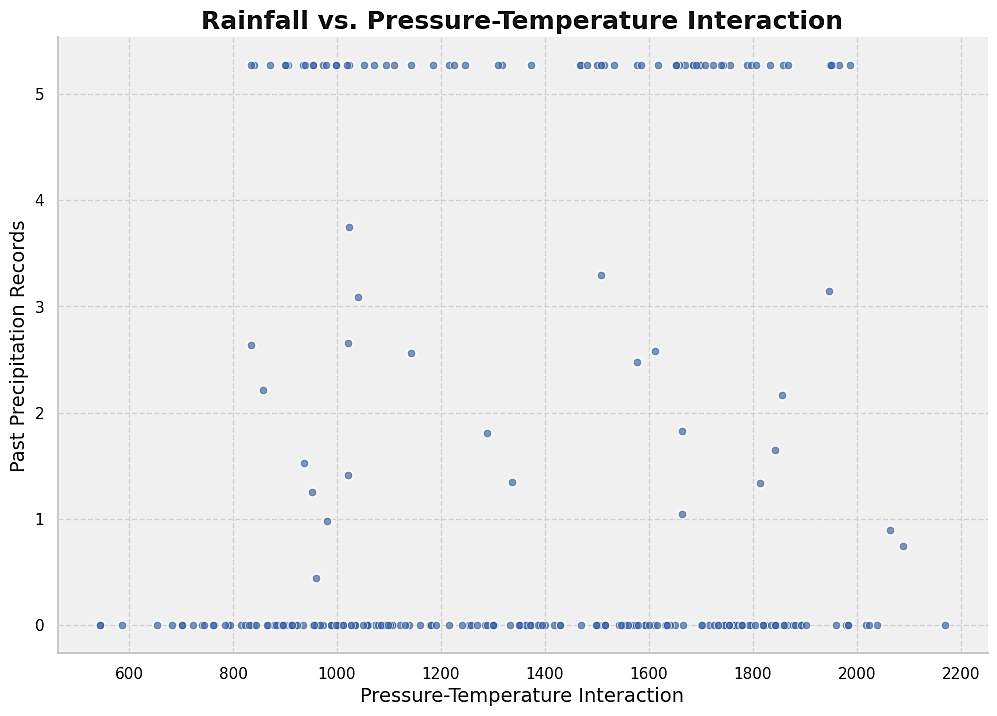 Rainfall vs. Pressure-Temperature Interaction
Past Precipitation Records
5
4
3
2
1
0
600 800 1000 1200 1400 1600 1800 2000 2200
Pressure-Temperature Interaction